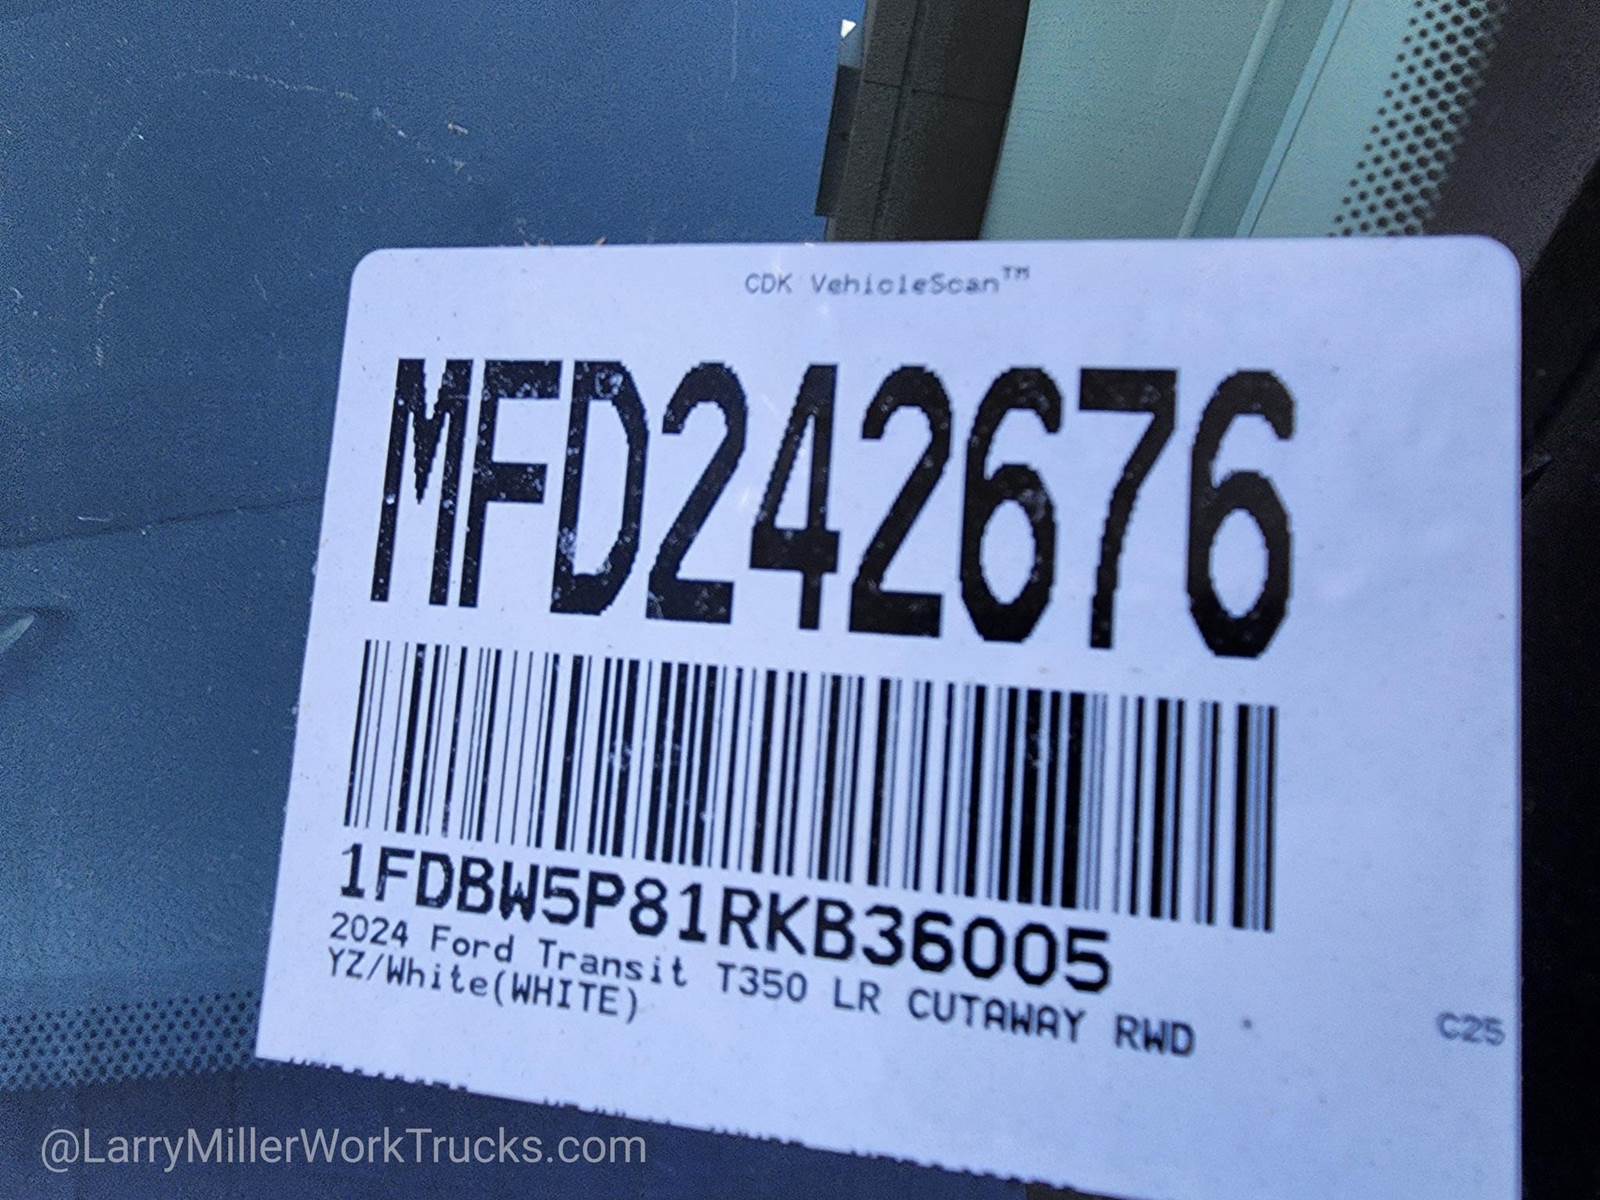 CDK VehicleScan™
MFD242676
1FDBW5P81RKB36005
2024 Ford Transit T350 LR CUTAWAY RWD
YZ/White(WHITE)
C25
@LarryMillerWorkTrucks.com